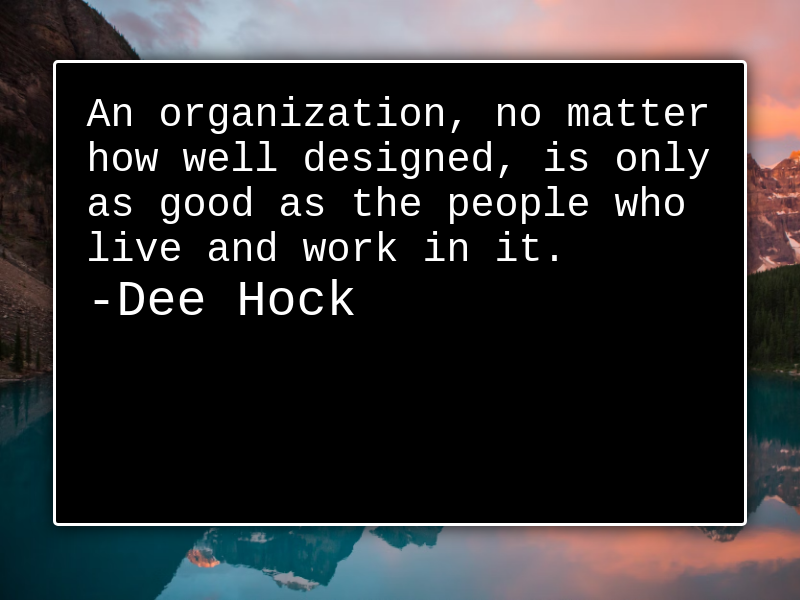 An organization, no matter
how well designed, is only
as good as the people who
live and work in it.
-Dee Hock